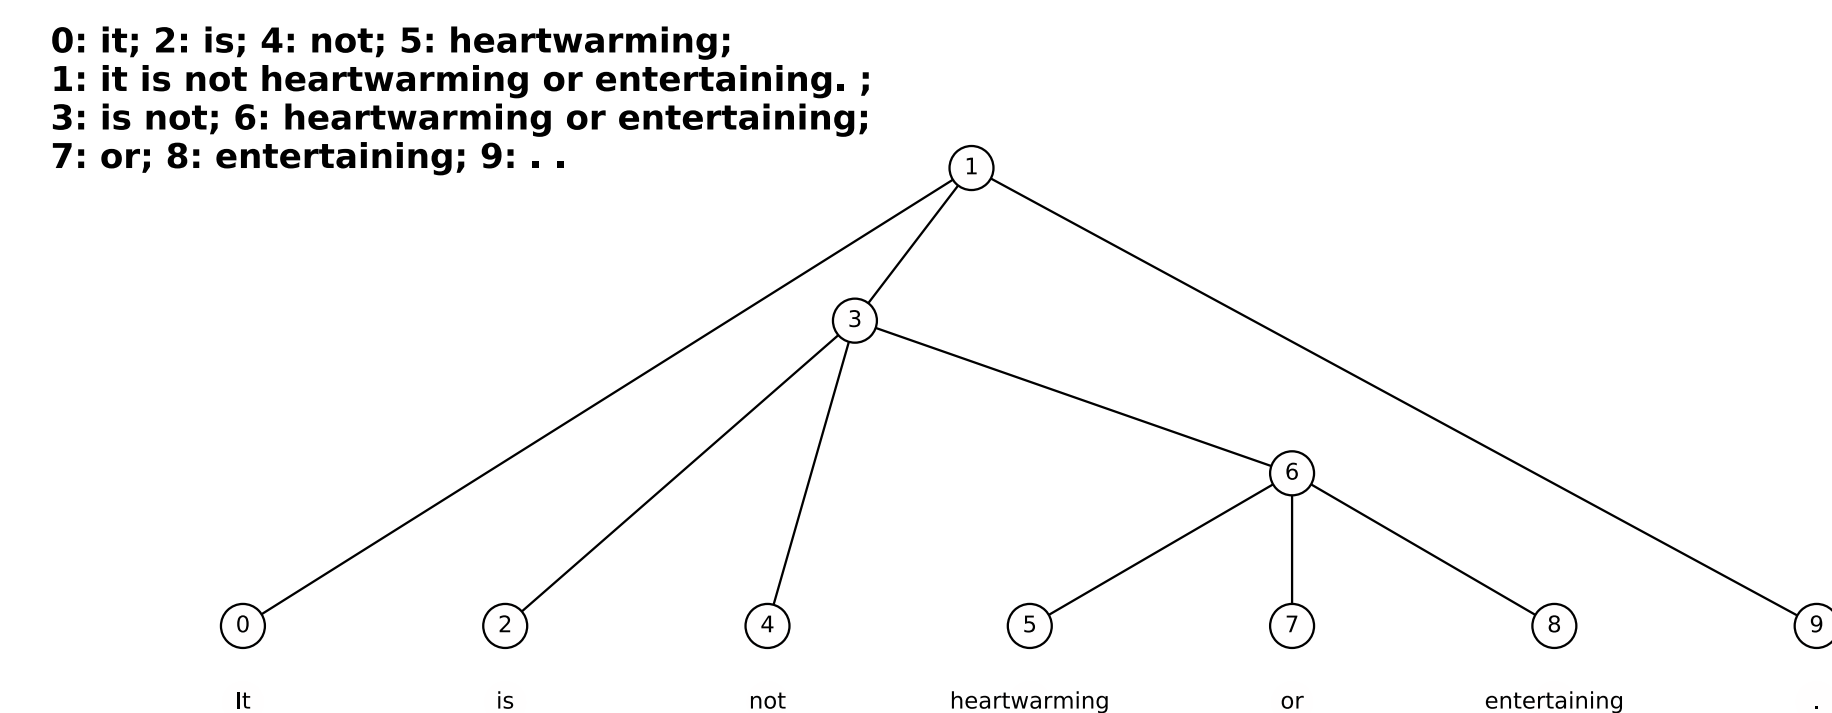 0: it; 2: is; 4: not; 5: heartwarming;
1: it is not heartwarming or entertaining. ;
3: is not; 6: heartwarming or entertaining;
7: or; 8: entertaining; 9: . .
1
3
6
0 2 4 5 7 8 9
It is not heartwarming or entertaining .